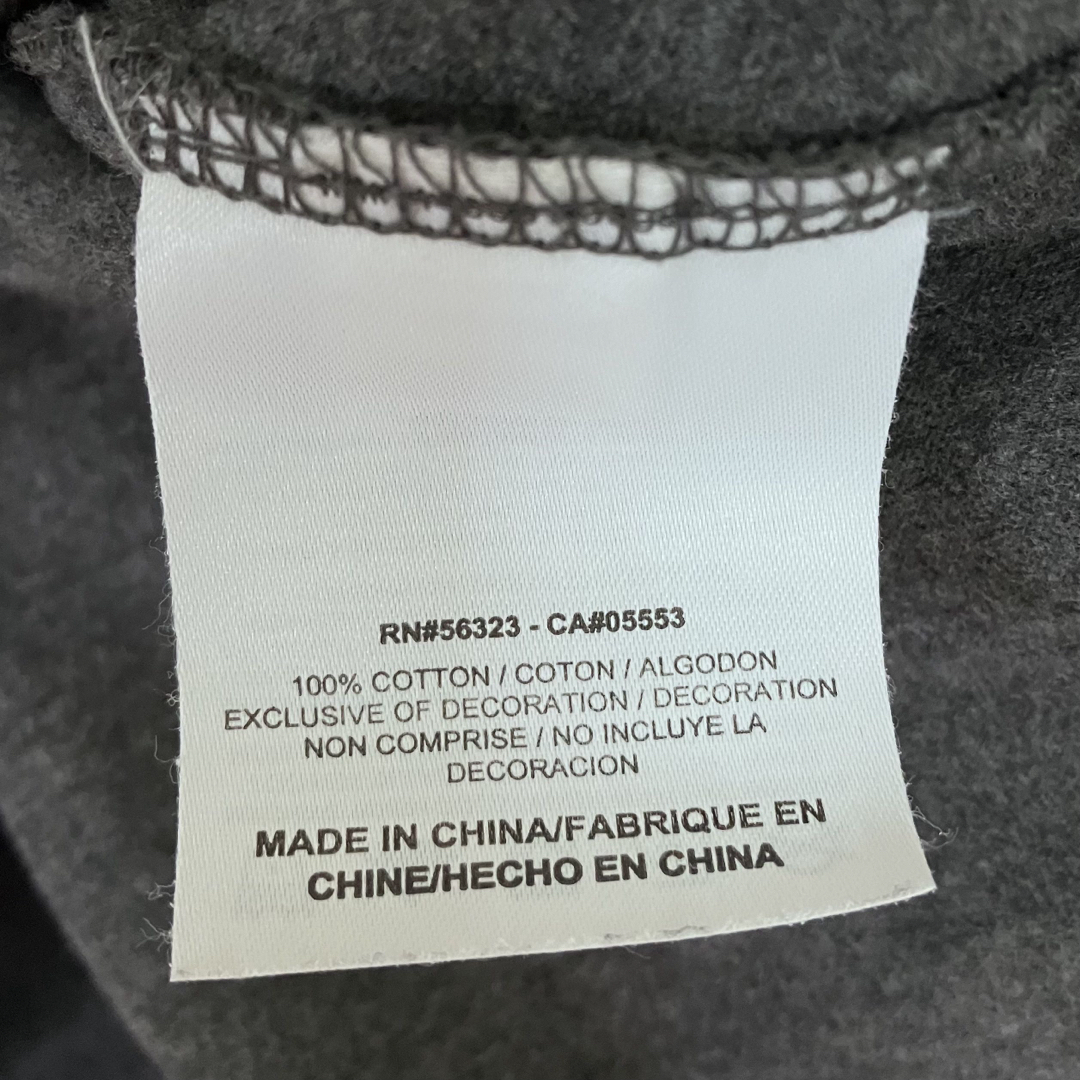 RN#56323 - CA#05553
100% COTTON / COTON / ALGODON
EXCLUSIVE OF DECORATION / DECORATION
NON COMPRISE / NO INCLUYE LA
DECORACION
MADE IN CHINA/FABRIQUE EN
CHINE/HECHO EN CHINA